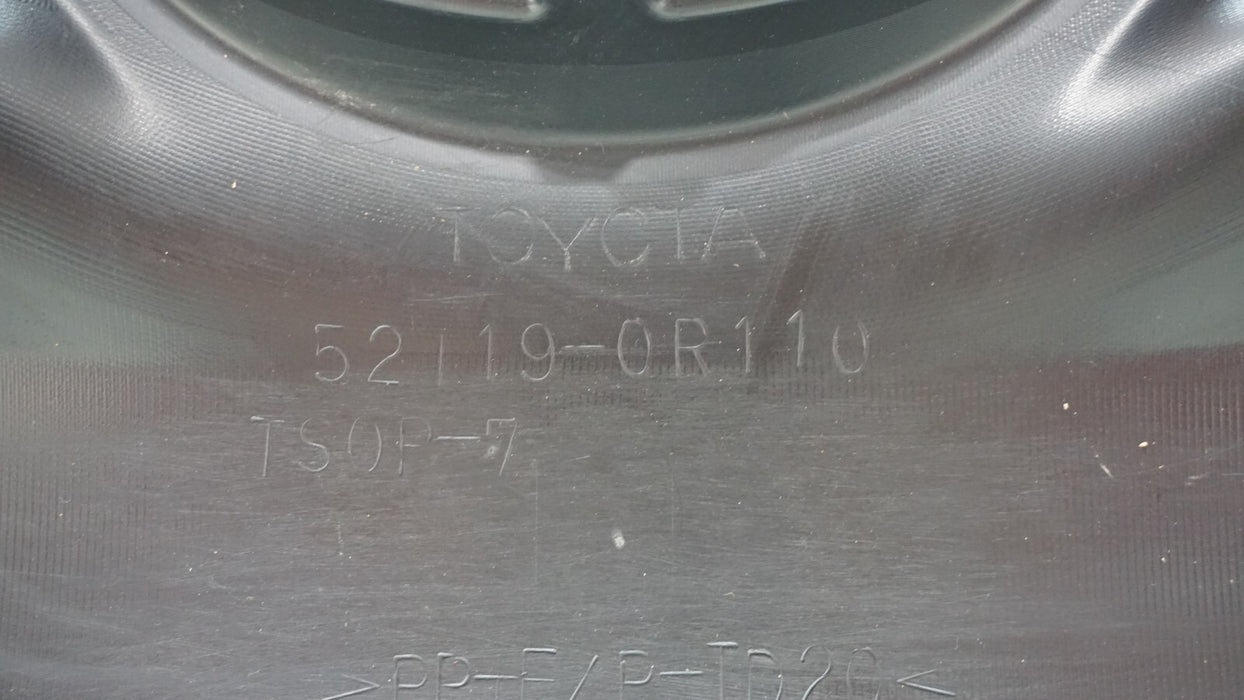 TOYOTA
52119-0R110
TSOP-7
>PP-E/P-TD20<